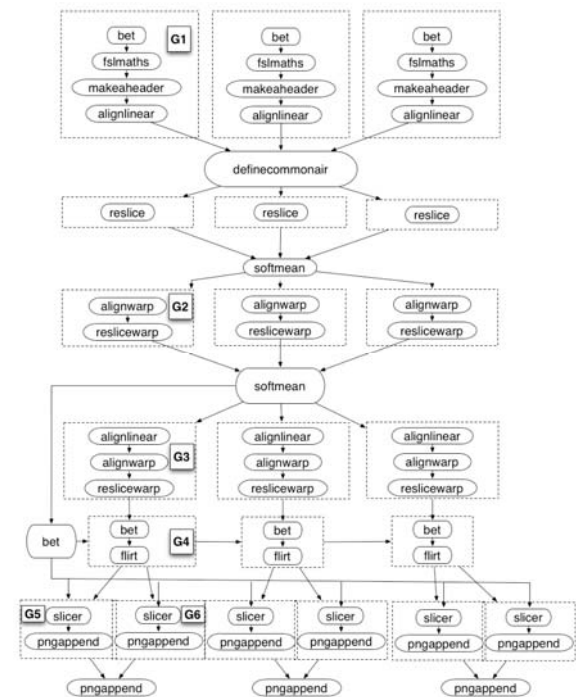 bet G1 bet bet
fslmaths fslmaths fslmaths
makeaheader makeaheader makeaheader
alignlinear alignlinear alignlinear
definecommonair
reslice reslice reslice
softmean
alignwarp G2 alignwarp alignwarp
reslicewarp reslicewarp reslicewarp
softmean
alignlinear alignlinear alignlinear
alignwarp G3 alignwarp alignwarp
reslicewarp reslicewarp reslicewarp
bet bet bet
bet G4
flirt flirt flirt
G5 slicer slicer G6 slicer slicer slicer slicer
pngappend pngappend pngappend pngappend pngappend pngappend
pngappend pngappend pngappend